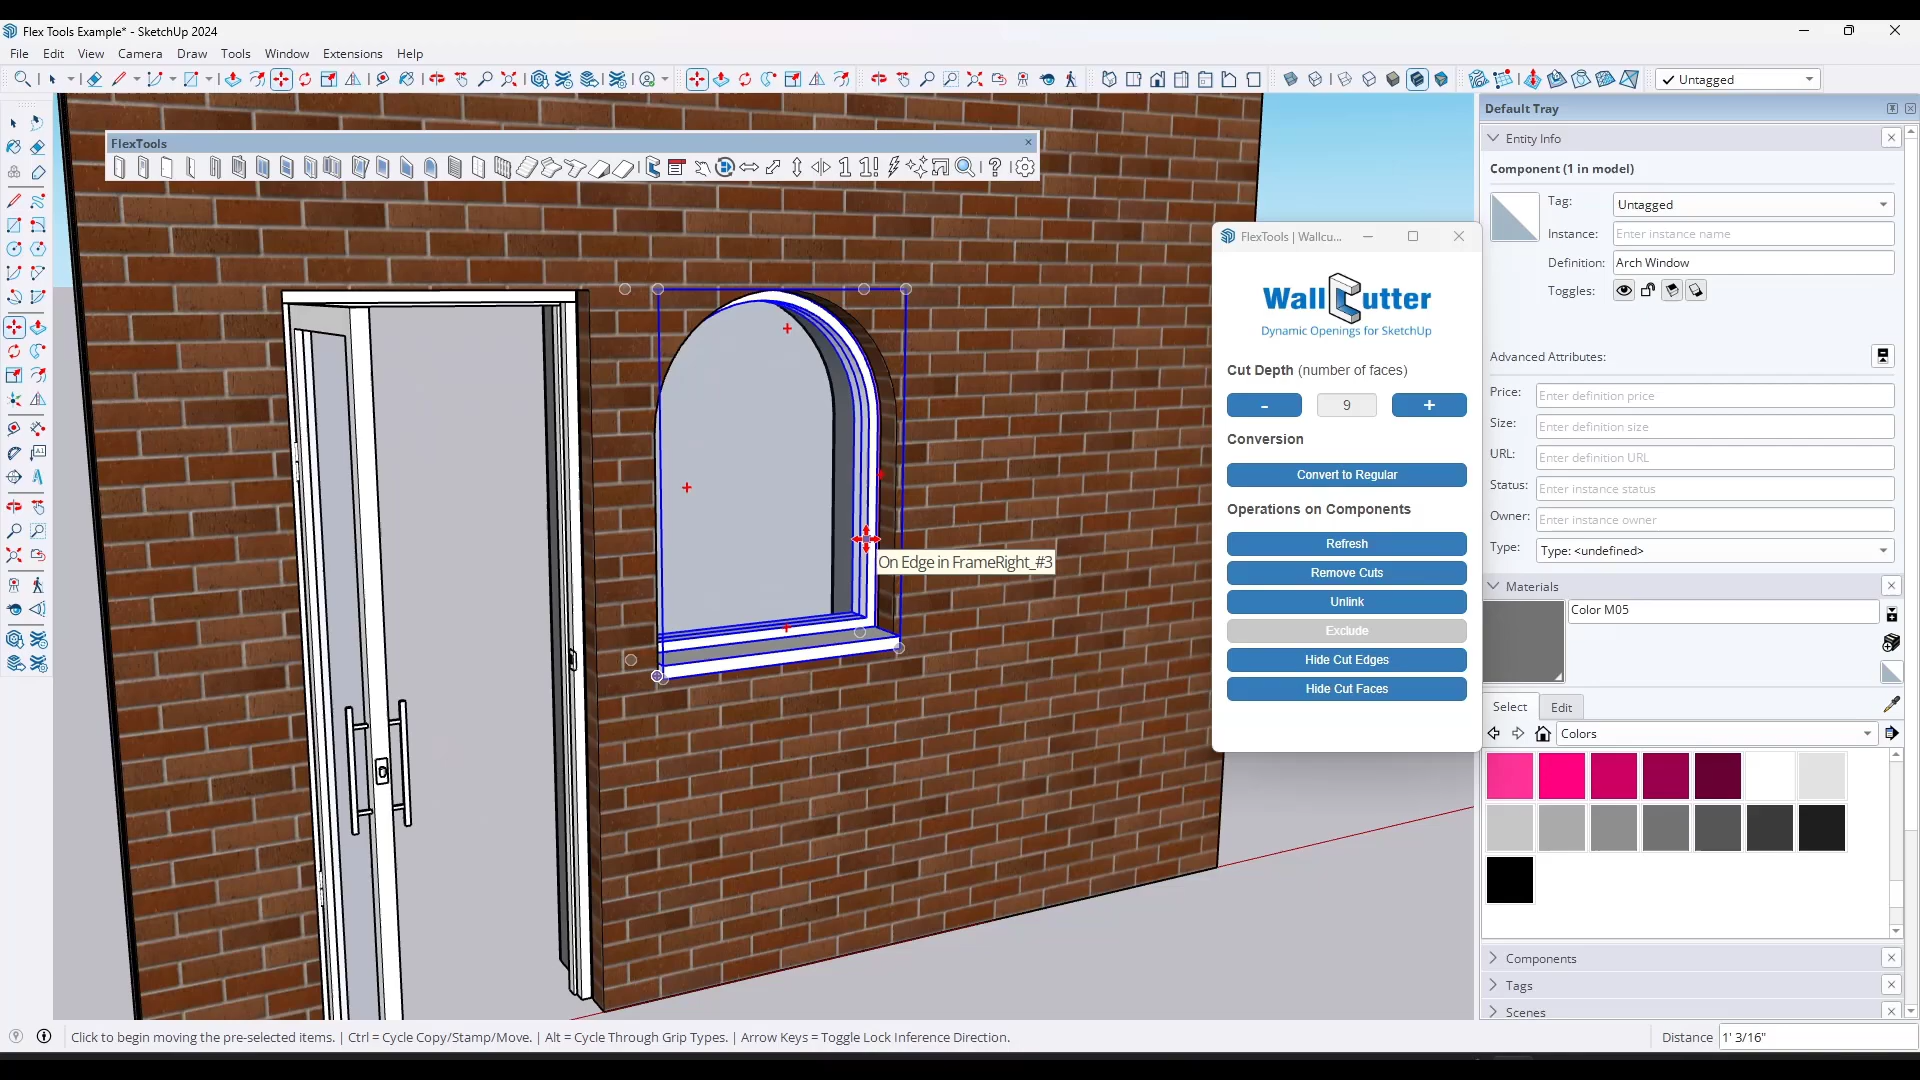 Flex Tools Example* - SketchUp 2024
File Edit View Camera Draw Tools Window Extensions Help
Untagged
FlexTools
1 1! ?
On Edge in FrameRight_#3
FlexTools | Wallcu...
Wall Cutter
Dynamic Openings for SketchUp
Cut Depth (number of faces)
- 9 +
Conversion
Convert to Regular
Operations on Components
Refresh
Remove Cuts
Unlink
Exclude
Hide Cut Edges
Hide Cut Faces
Default Tray
Entity Info
Component (1 in model)
Tag: Untagged
Instance: Enter instance name
Definition: Arch Window
Toggles:
Advanced Attributes:
Price: Enter definition price
Size: Enter definition size
URL: Enter definition URL
Status: Enter instance status
Owner: Enter instance owner
Type: Type: <undefined>
Materials
Color M05
Select Edit
Colors
Components
Tags
Scenes
Click to begin moving the pre-selected items. | Ctrl = Cycle Copy/Stamp/Move. | Alt = Cycle Through Grip Types. | Arrow Keys = Toggle Lock Inference Direction.
Distance 1' 3/16"